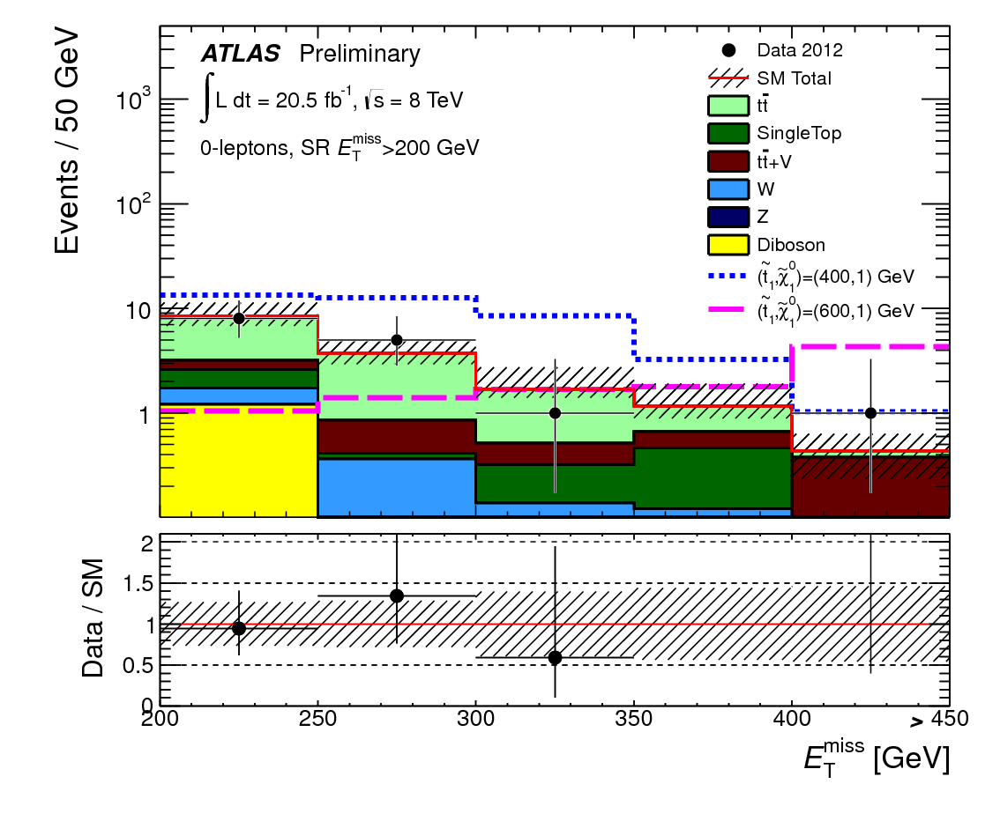 Events / 50 GeV
10³
10²
10
1
ATLAS Preliminary
∫L dt = 20.5 fb⁻¹, √s = 8 TeV
0-leptons, SR E_T^miss>200 GeV
Data 2012
SM Total
tt̄
SingleTop
tt̄+V
W
Z
Diboson
(t̃₁,χ̃₁⁰)=(400,1) GeV
(t̃₁,χ̃₁⁰)=(600,1) GeV
Data / SM
2
1.5
1
0.5
0
200 250 300 350 400 > 450
E_T^miss [GeV]